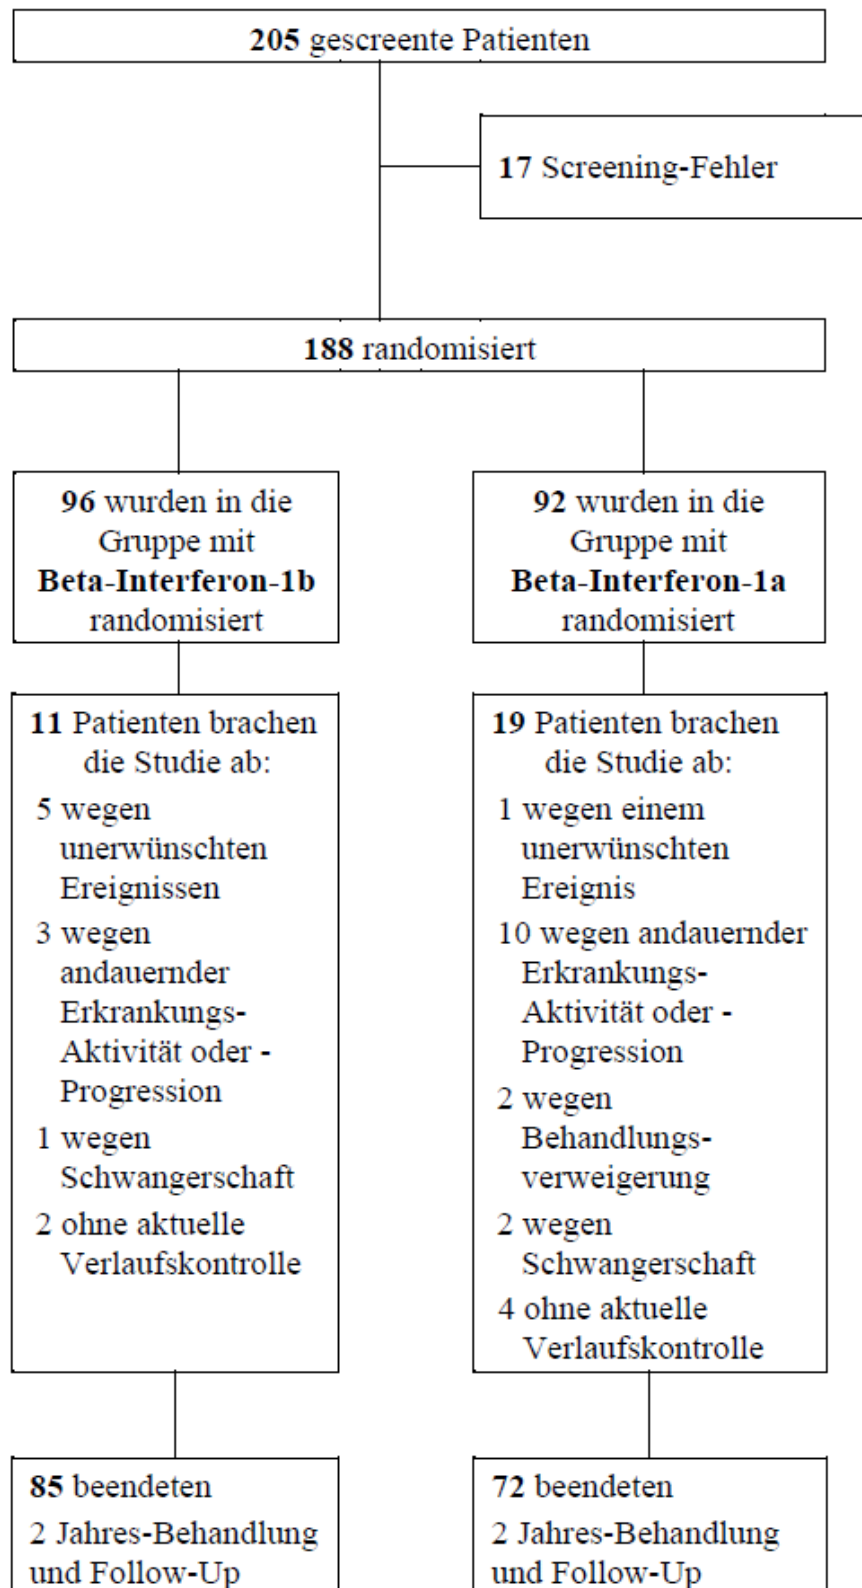 205 gescreente Patienten
17 Screening-Fehler
188 randomisiert
96 wurden in die
Gruppe mit
Beta-Interferon-1b
randomisiert
92 wurden in die
Gruppe mit
Beta-Interferon-1a
randomisiert
11 Patienten brachen
die Studie ab:
5 wegen
unerwünschten
Ereignissen
3 wegen
andauernder
Erkrankungs-
Aktivität oder -
Progression
1 wegen
Schwangerschaft
2 ohne aktuelle
Verlaufskontrolle
19 Patienten brachen
die Studie ab:
1 wegen einem
unerwünschten
Ereignis
10 wegen andauernder
Erkrankungs-
Aktivität oder -
Progression
2 wegen
Behandlungs-
verweigerung
2 wegen
Schwangerschaft
4 ohne aktuelle
Verlaufskontrolle
85 beendeten
2 Jahres-Behandlung
und Follow-Up
72 beendeten
2 Jahres-Behandlung
und Follow-Up